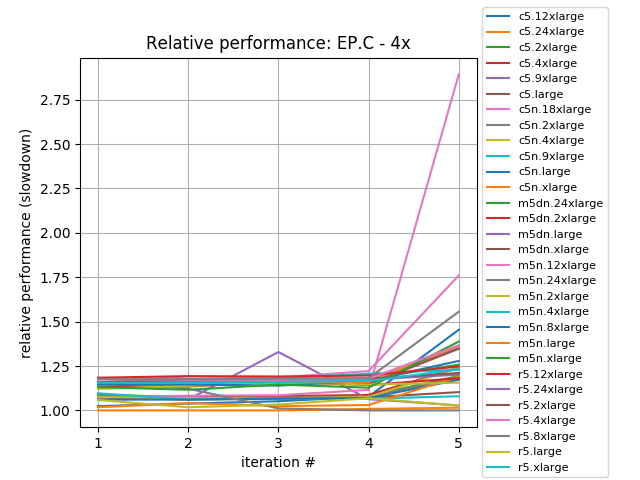 Relative performance: EP.C - 4x
relative performance (slowdown)
2.75
2.50
2.25
2.00
1.75
1.50
1.25
1.00
1
2
3
4
5
iteration #
c5.12xlarge
c5.24xlarge
c5.2xlarge
c5.4xlarge
c5.9xlarge
c5.large
c5n.18xlarge
c5n.2xlarge
c5n.4xlarge
c5n.9xlarge
c5n.large
c5n.xlarge
m5dn.24xlarge
m5dn.2xlarge
m5dn.large
m5dn.xlarge
m5n.12xlarge
m5n.24xlarge
m5n.2xlarge
m5n.4xlarge
m5n.8xlarge
m5n.large
m5n.xlarge
r5.12xlarge
r5.24xlarge
r5.2xlarge
r5.4xlarge
r5.8xlarge
r5.large
r5.xlarge